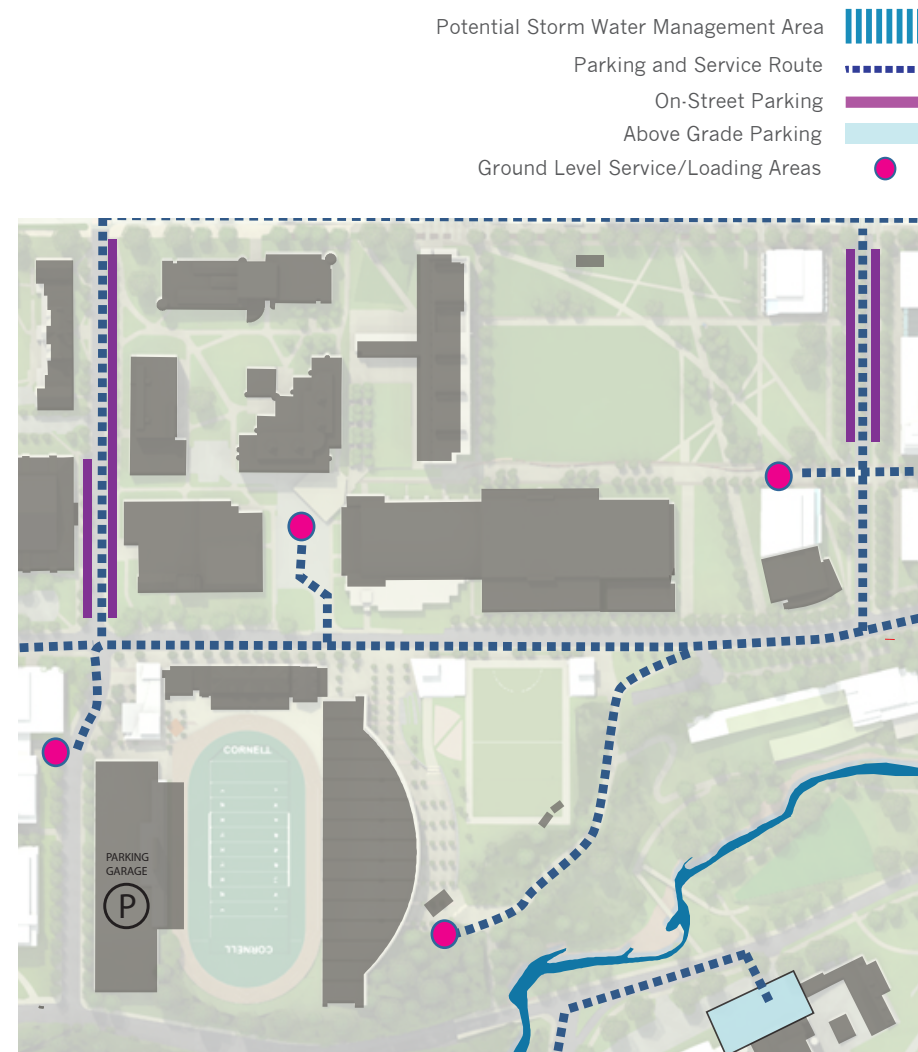 Potential Storm Water Management Area
Parking and Service Route
On-Street Parking
Above Grade Parking
Ground Level Service/Loading Areas
CORNELL
PARKING
GARAGE
P
CORNELL